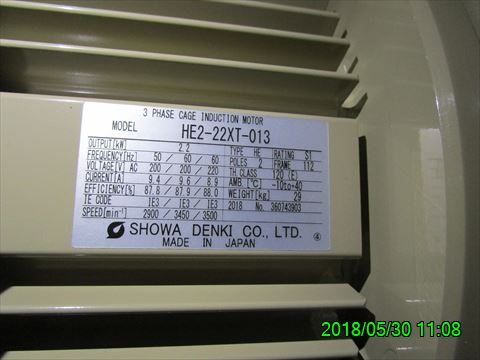 3 PHASE CAGE INDUCTION MOTOR
MODEL HE2-22XT-013
OUTPUT[kW] 2.2 TYPE HE RATING S1
FREQUENCY[Hz] 50 / 60 / 60 POLES 2 FRAME 112
VOLTAGE[V] AC 200 / 200 / 220 TH.CLASS 120 (E)
CURRENT[A] 9.4 / 9.6 / 8.9 AMB.[℃] -10to+40
EFFICIENCY[%] 87.8 / 87.9 / 88.0 WEIGHT[kg] 29
IE CODE IE3 / IE3 / IE3 2018 No. 360743903
SPEED[min⁻¹] 2900 / 3450 / 3500
SHOWA DENKI CO., LTD. ④
MADE IN JAPAN
2018/05/30 11:08